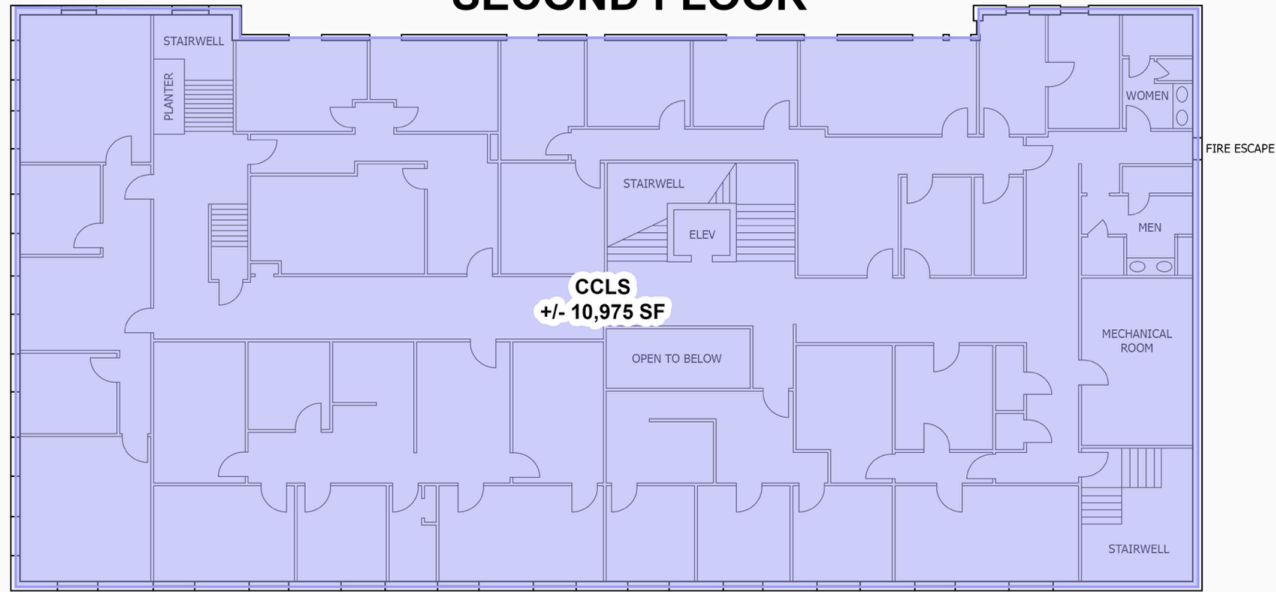 SECOND FLOOR
STAIRWELL
PLANTER
WOMEN
FIRE ESCAPE
STAIRWELL
ELEV
MEN
CCLS
+/- 10,975 SF
MECHANICAL
ROOM
OPEN TO BELOW
STAIRWELL